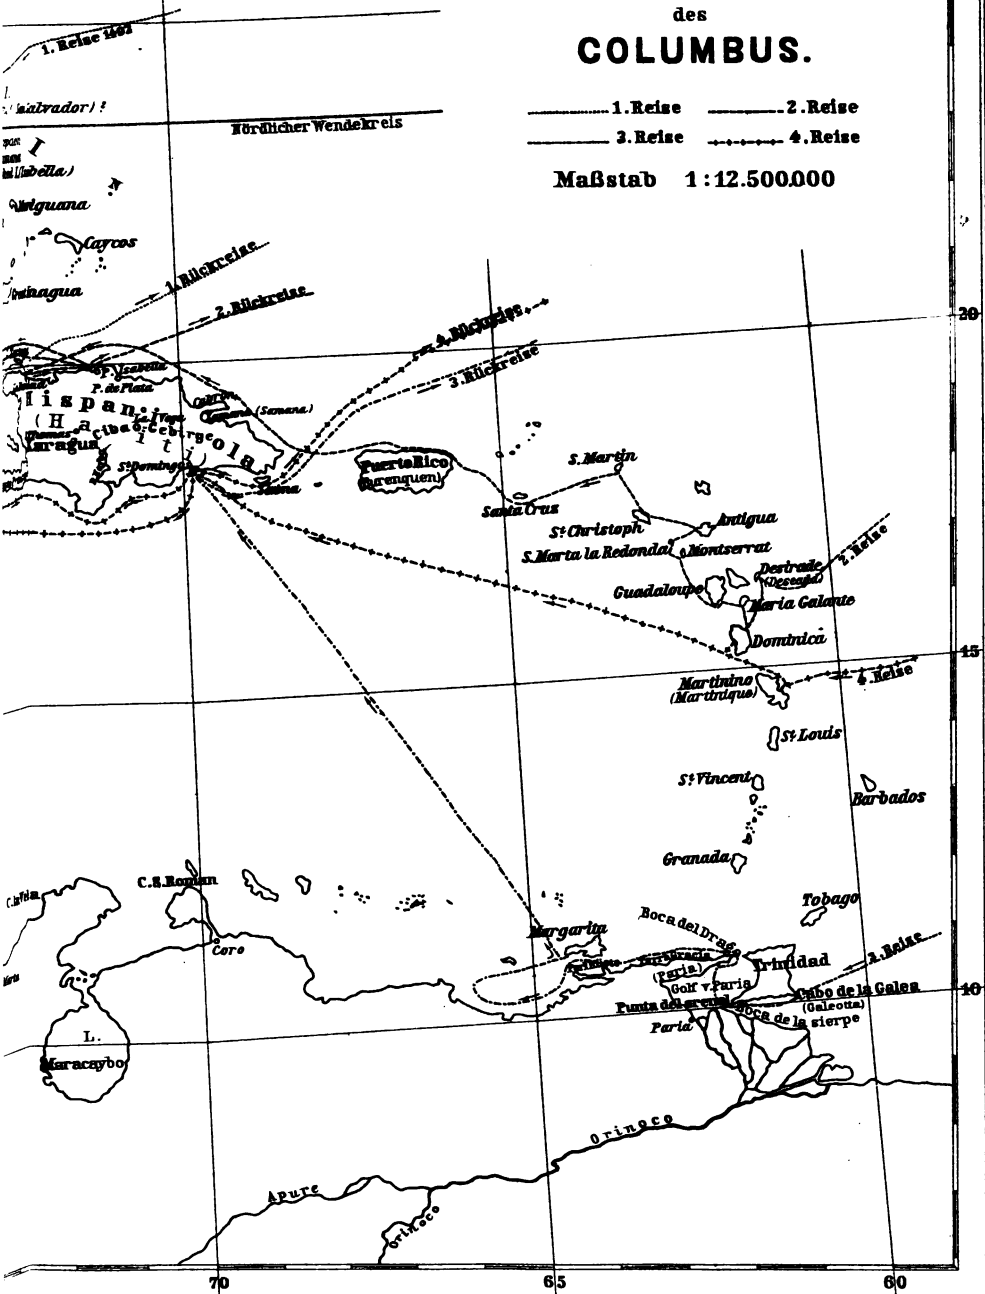 des
COLUMBUS.
1. Reise
2. Reise
3. Reise
4. Reise
Maßstab 1:12.500.000
1. Reise 1492
Nördlicher Wendekreis
Caycos
1. Rückreise
2. Rückreise
4. Rückreise
3. Rückreise
20
P. Isabella
P. de Plata
Hispaniola
(Haiti)
Cibao-Gebirge
La Vega
Xaragua
Cabron
Xamana (Samana)
St. Domingo
Saona
Puerto Rico
(Burenquen)
Santa Cruz
S. Martin
St. Christoph
Antigua
S. Marta la Redonda
Montserrat
Guadaloupe
Desirade
(Deseada)
2. Reise
Maria Galante
Dominica
15
Martinino
(Martinique)
4. Reise
St. Louis
St. Vincent
Barbados
Granada
Tobago
C. S. Roman
Coro
Margarita
Boca del Drago
Trinidad
3. Reise
(Paria)
Golf v. Paria
Cabo de la Galea
(Galeotta)
10
Punta del arenal
Boca de la sierpe
Paria
L.
Maracaybo
Orinoco
Apure
Orinoco
70
65
60